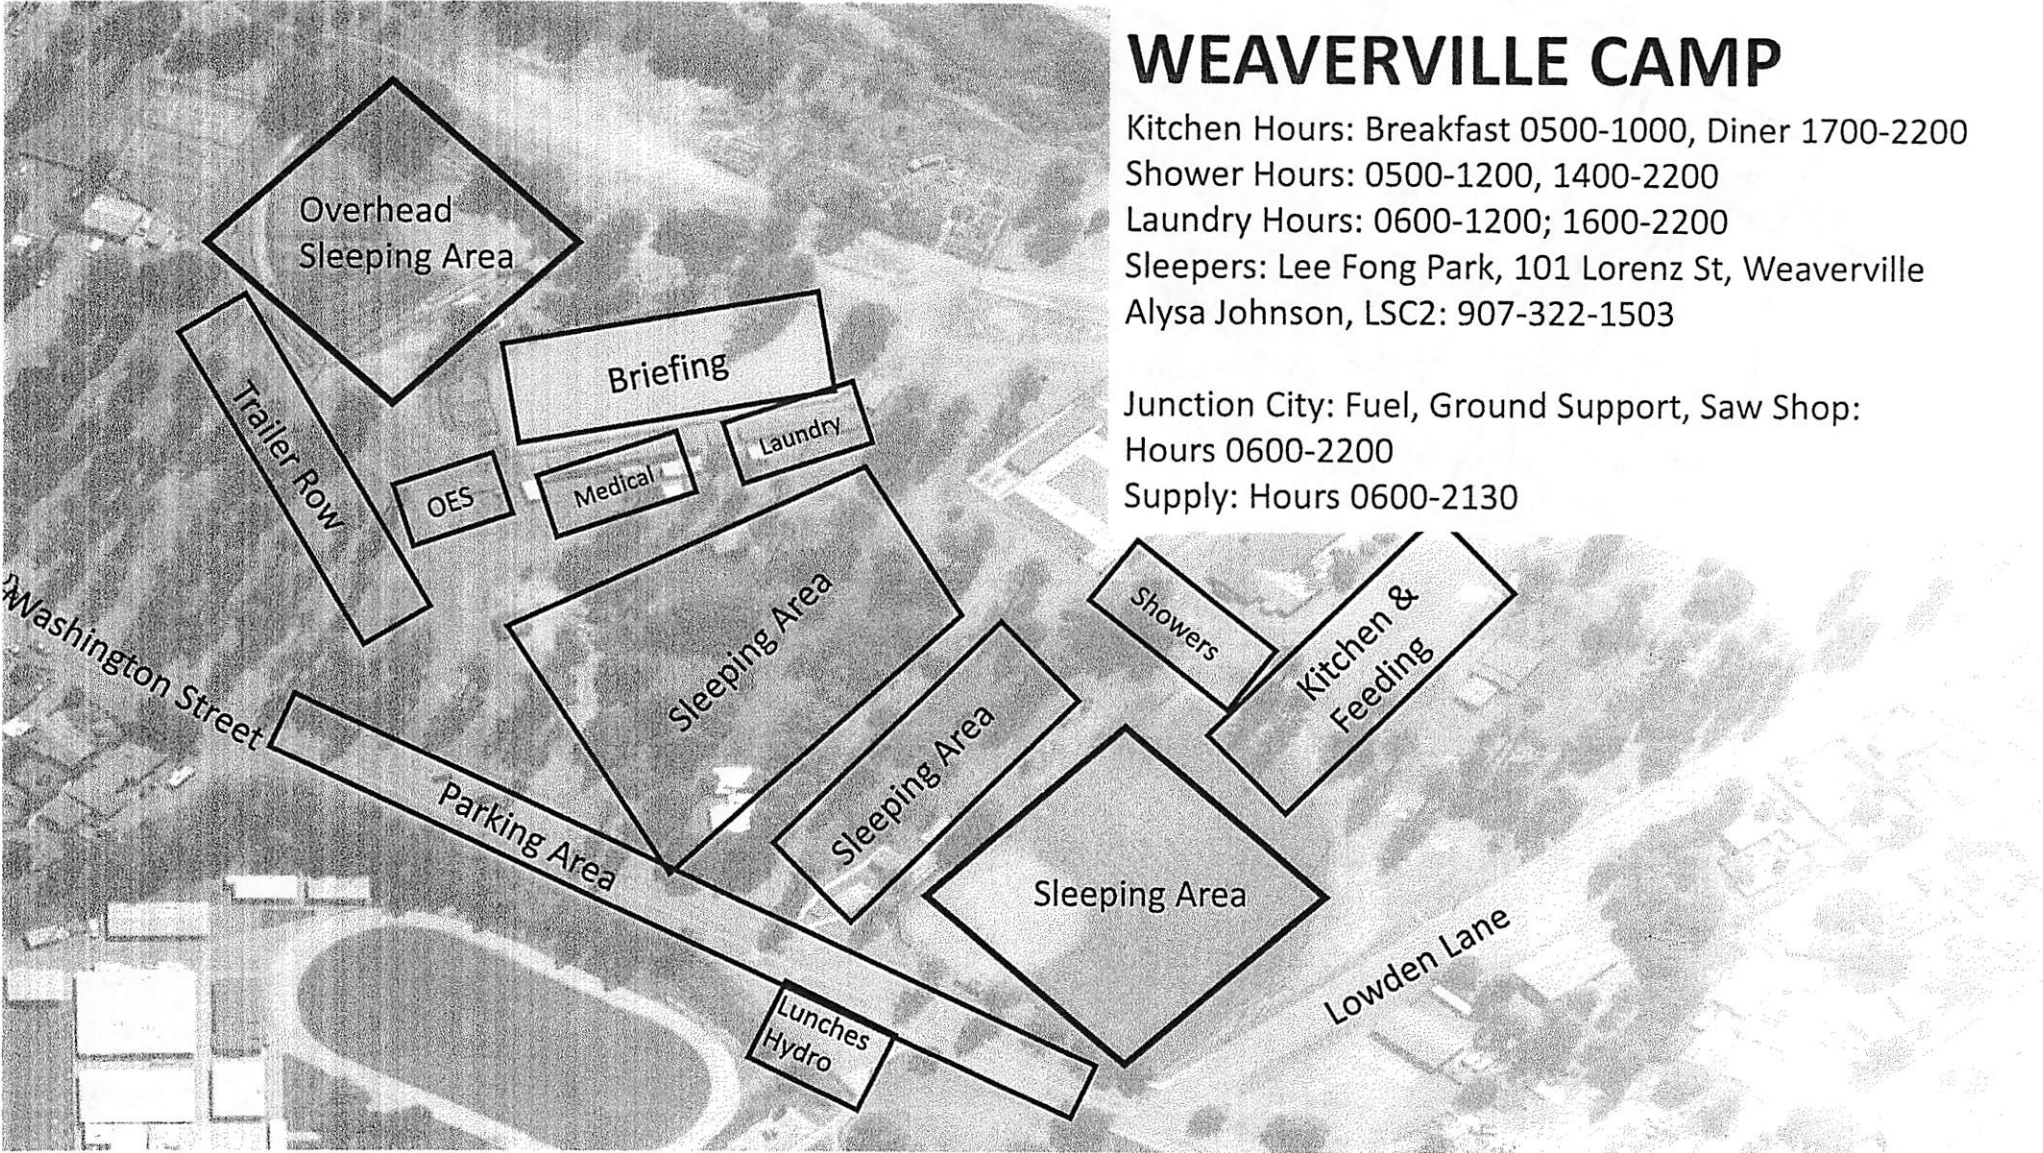 WEAVERVILLE CAMP
Kitchen Hours: Breakfast 0500-1000, Diner 1700-2200
Shower Hours: 0500-1200, 1400-2200
Laundry Hours: 0600-1200; 1600-2200
Sleepers: Lee Fong Park, 101 Lorenz St, Weaverville
Alysa Johnson, LSC2: 907-322-1503
Junction City: Fuel, Ground Support, Saw Shop:
Hours 0600-2200
Supply: Hours 0600-2130
Overhead
Sleeping Area
Briefing
Trailer Row
OES
Medical
Laundry
Sleeping Area
Showers
Kitchen &
Feeding
Washington Street
Parking Area
Sleeping Area
Sleeping Area
Lunches
Hydro
Lowden Lane